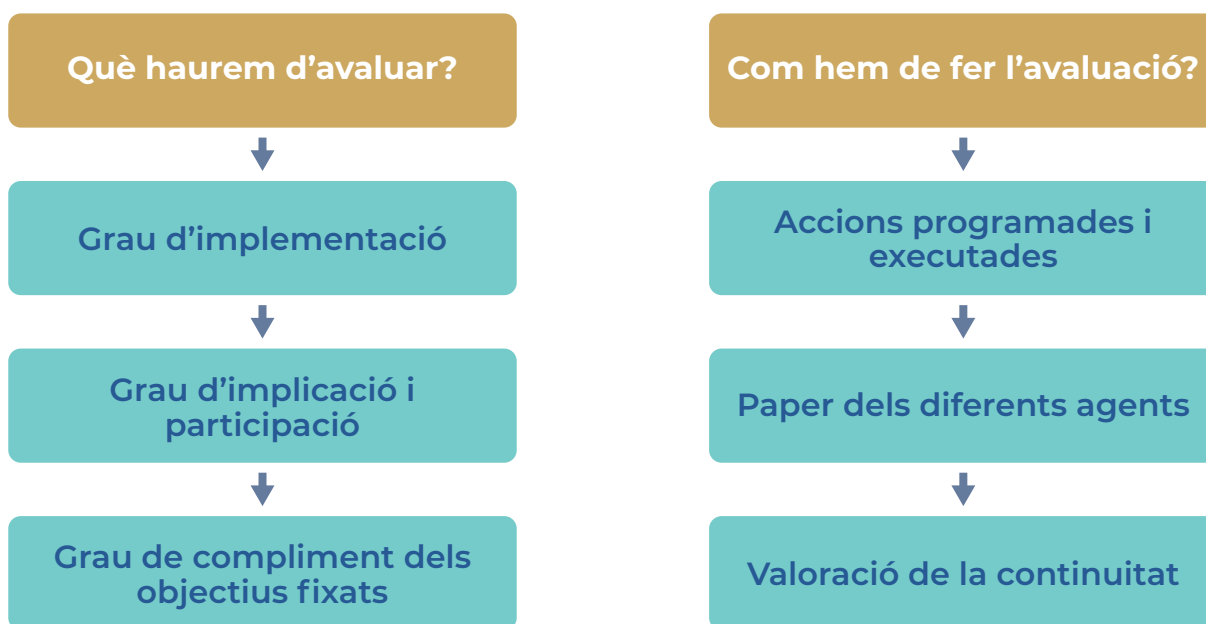 Què haurem d’avaluar?
Grau d’implementació
Grau d’implicació i
participació
Grau de compliment dels
objectius fixats
Com hem de fer l’avaluació?
Accions programades i
executades
Paper dels diferents agents
Valoració de la continuitat